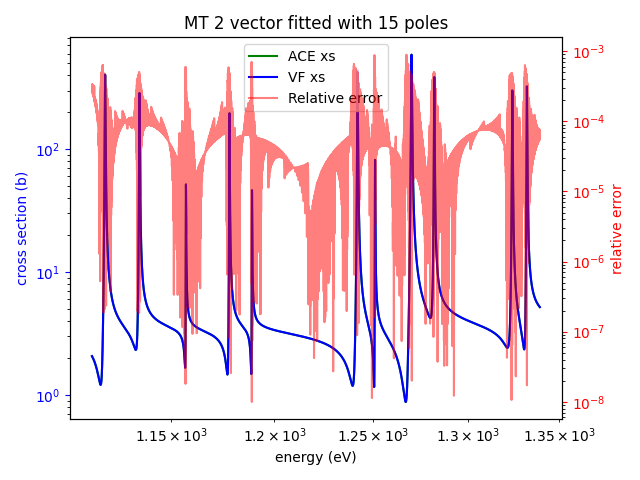 MT 2 vector fitted with 15 poles
ACE xs
VF xs
Relative error
cross section (b)
10²
10¹
10⁰
10⁻³
10⁻⁴
10⁻⁵
10⁻⁶
10⁻⁷
10⁻⁸
relative error
1.15 × 10³
1.2 × 10³
1.25 × 10³
1.3 × 10³
1.35 × 10³
energy (eV)